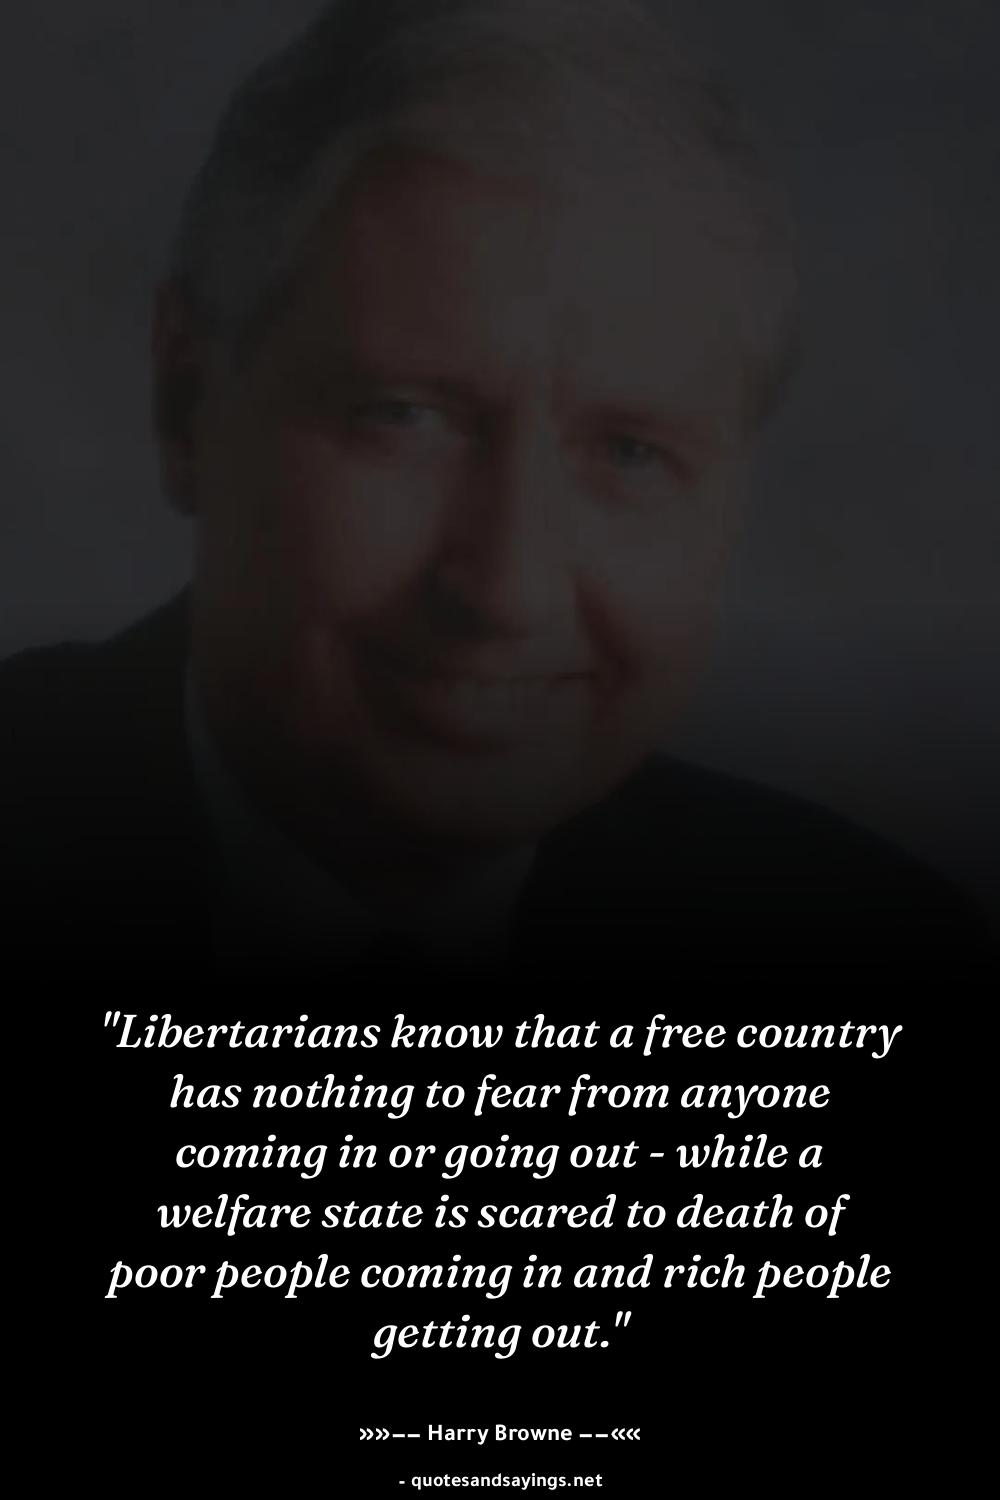 "Libertarians know that a free country
has nothing to fear from anyone
coming in or going out - while a
welfare state is scared to death of
poor people coming in and rich people
getting out."
»»−− Harry Browne −−««
- quotesandsayings.net